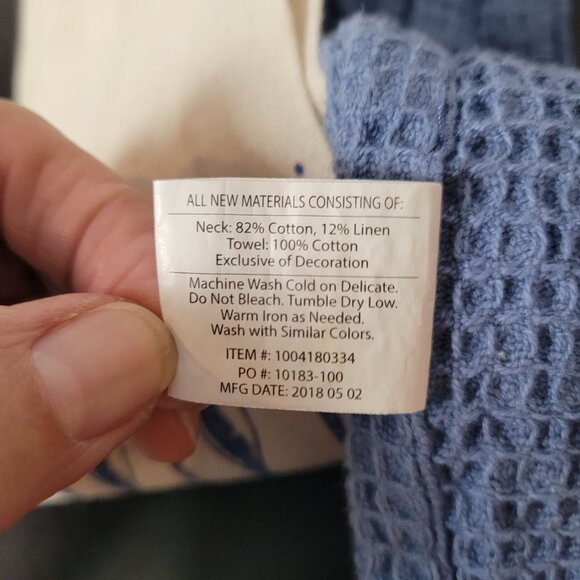 ALL NEW MATERIALS CONSISTING OF:
Neck: 82% Cotton, 12% Linen
Towel: 100% Cotton
Exclusive of Decoration
Machine Wash Cold on Delicate.
Do Not Bleach. Tumble Dry Low.
Warm Iron as Needed.
Wash with Similar Colors.
ITEM #: 1004180334
PO #: 10183-100
MFG DATE: 2018 05 02